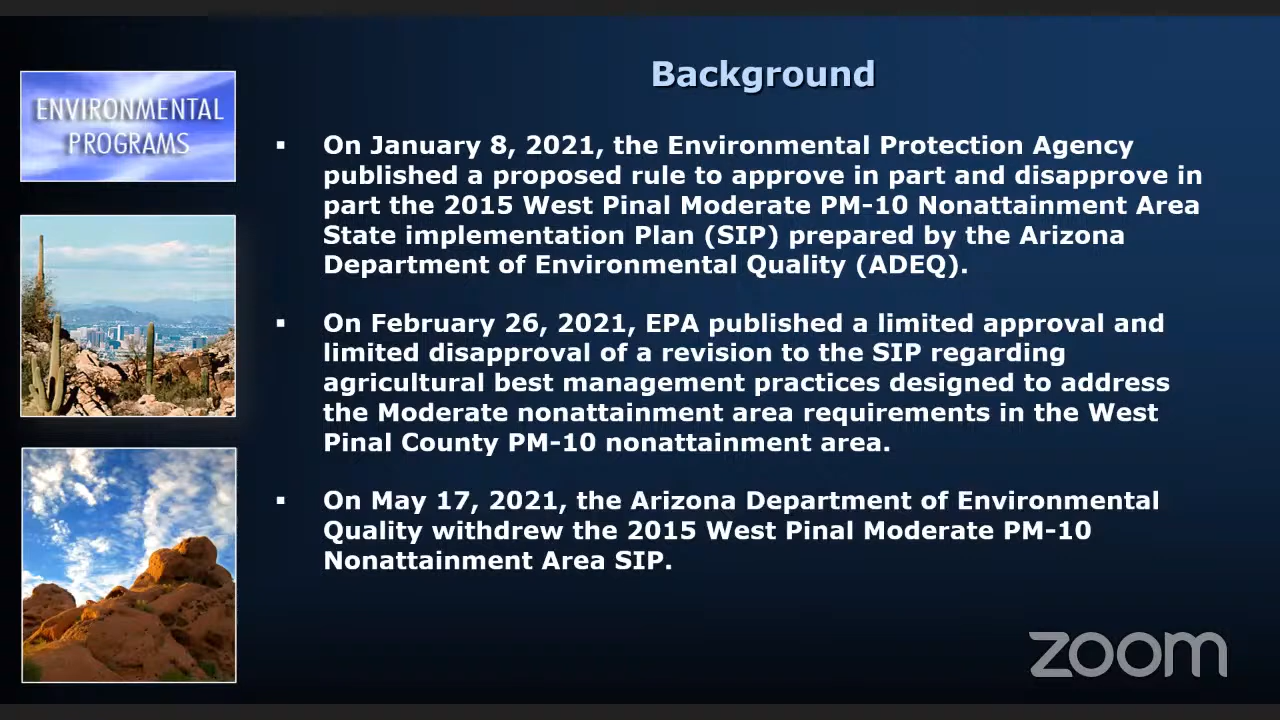 Background
ENVIRONMENTAL
PROGRAMS
▪ On January 8, 2021, the Environmental Protection Agency
published a proposed rule to approve in part and disapprove in
part the 2015 West Pinal Moderate PM-10 Nonattainment Area
State implementation Plan (SIP) prepared by the Arizona
Department of Environmental Quality (ADEQ).
▪ On February 26, 2021, EPA published a limited approval and
limited disapproval of a revision to the SIP regarding
agricultural best management practices designed to address
the Moderate nonattainment area requirements in the West
Pinal County PM-10 nonattainment area.
▪ On May 17, 2021, the Arizona Department of Environmental
Quality withdrew the 2015 West Pinal Moderate PM-10
Nonattainment Area SIP.
zoom